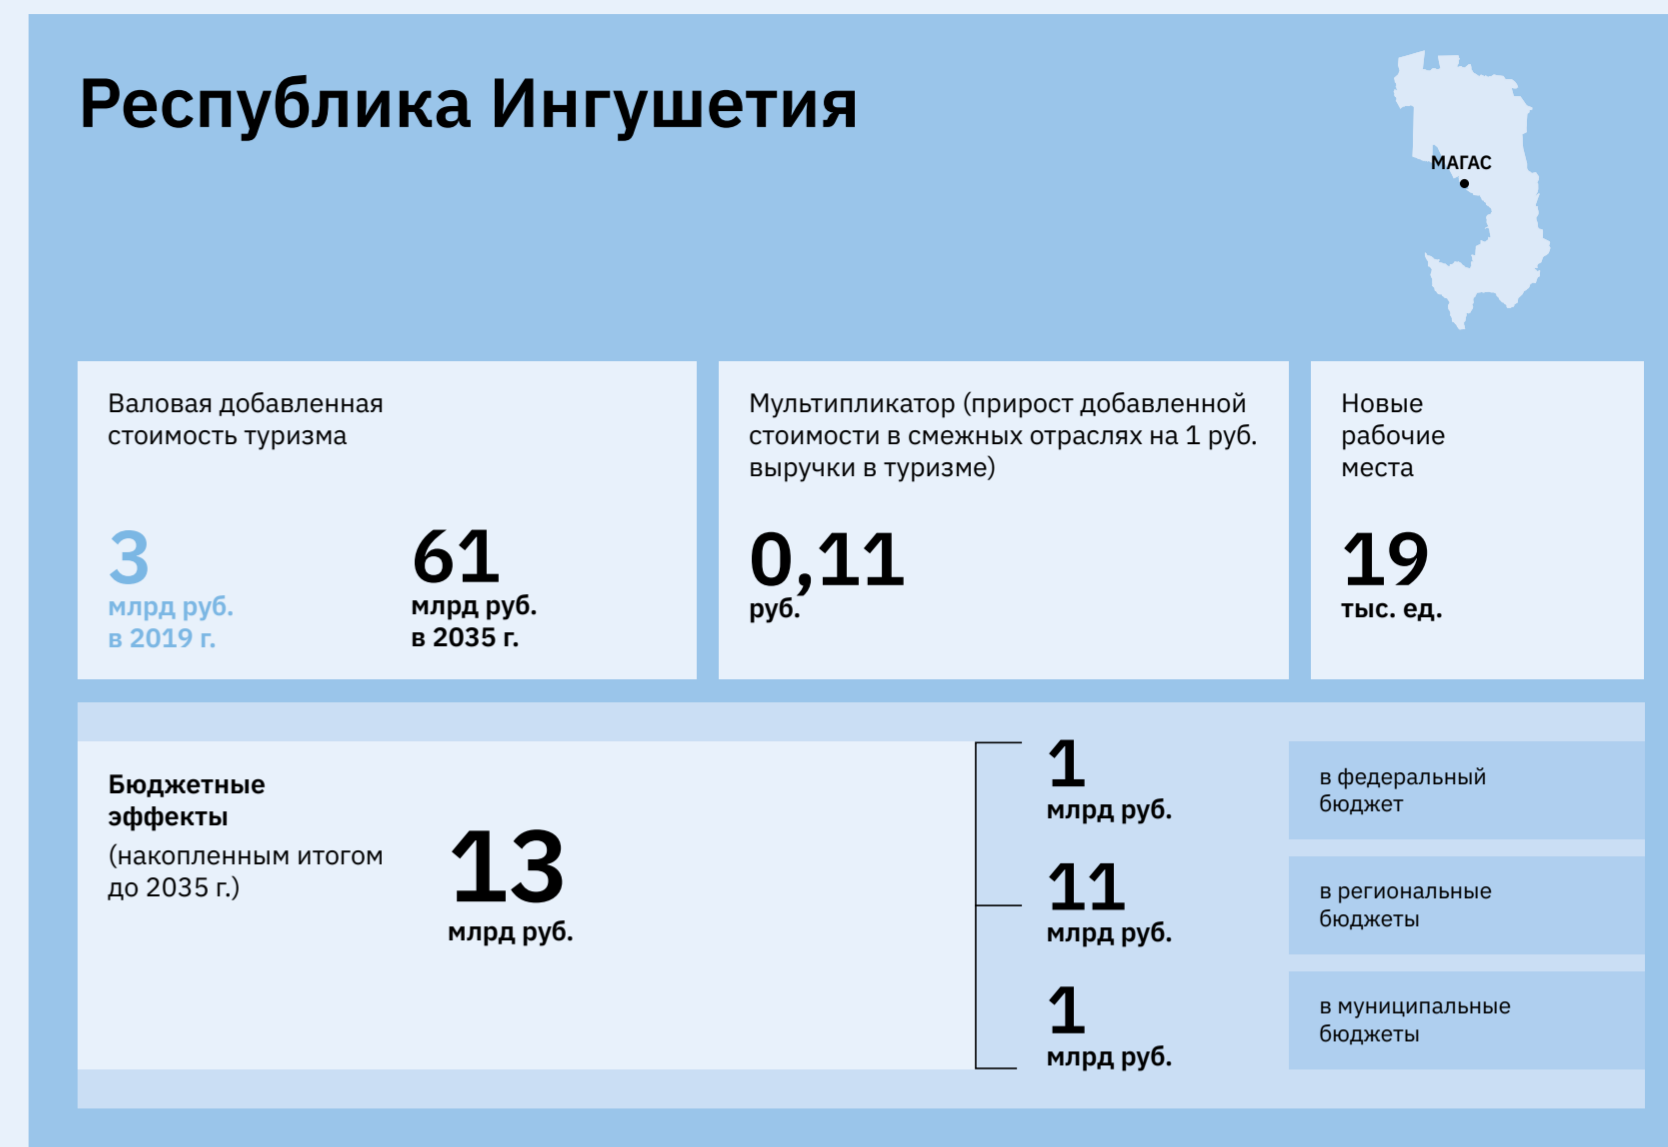 Республика Ингушетия
МАГАС
Валовая добавленная
стоимость туризма
3
млрд руб.
в 2019 г.
61
млрд руб.
в 2035 г.
Мультипликатор (прирост добавленной
стоимости в смежных отраслях на 1 руб.
выручки в туризме)
0,11
руб.
Новые
рабочие
места
19
тыс. ед.
Бюджетные
эффекты
(накопленным итогом
до 2035 г.)
13
млрд руб.
1
млрд руб.
в федеральный
бюджет
11
млрд руб.
в региональные
бюджеты
1
млрд руб.
в муниципальные
бюджеты